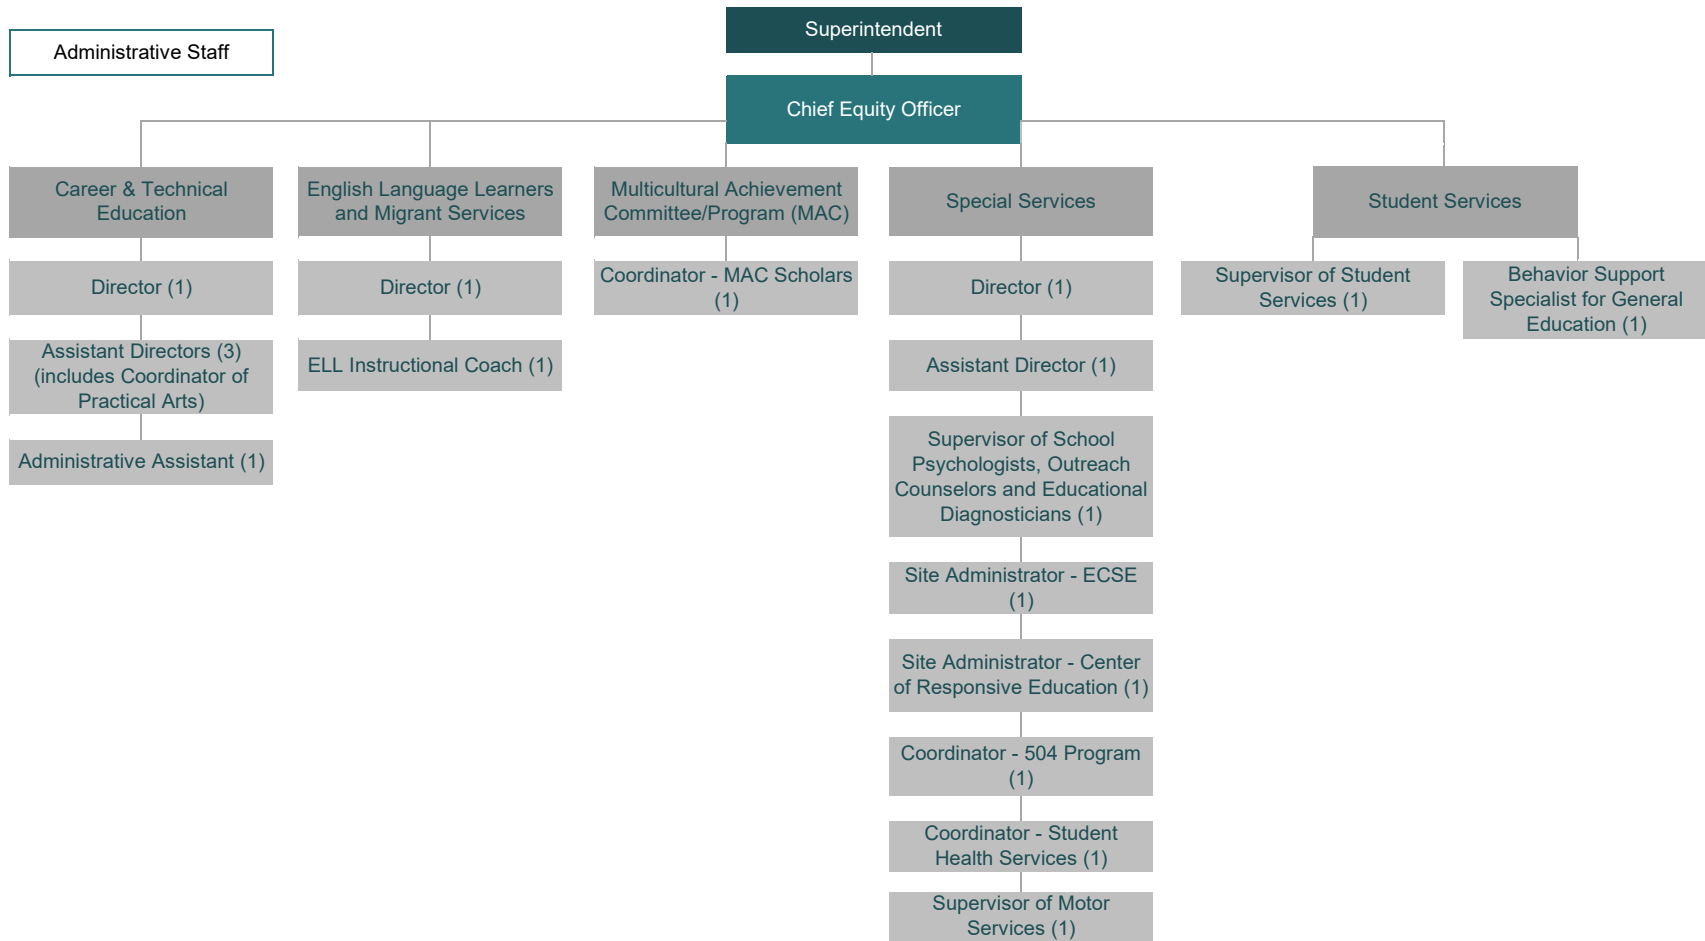 Superintendent
Administrative Staff
Chief Equity Officer
Career & Technical
Education
English Language Learners
and Migrant Services
Multicultural Achievement
Committee/Program (MAC)
Special Services
Student Services
Director (1)
Director (1)
Coordinator - MAC Scholars
(1)
Director (1)
Supervisor of Student
Services (1)
Behavior Support
Specialist for General
Education (1)
Assistant Directors (3)
(includes Coordinator of
Practical Arts)
ELL Instructional Coach (1)
Assistant Director (1)
Administrative Assistant (1)
Supervisor of School
Psychologists, Outreach
Counselors and Educational
Diagnosticians (1)
Site Administrator - ECSE
(1)
Site Administrator - Center
of Responsive Education (1)
Coordinator - 504 Program
(1)
Coordinator - Student
Health Services (1)
Supervisor of Motor
Services (1)